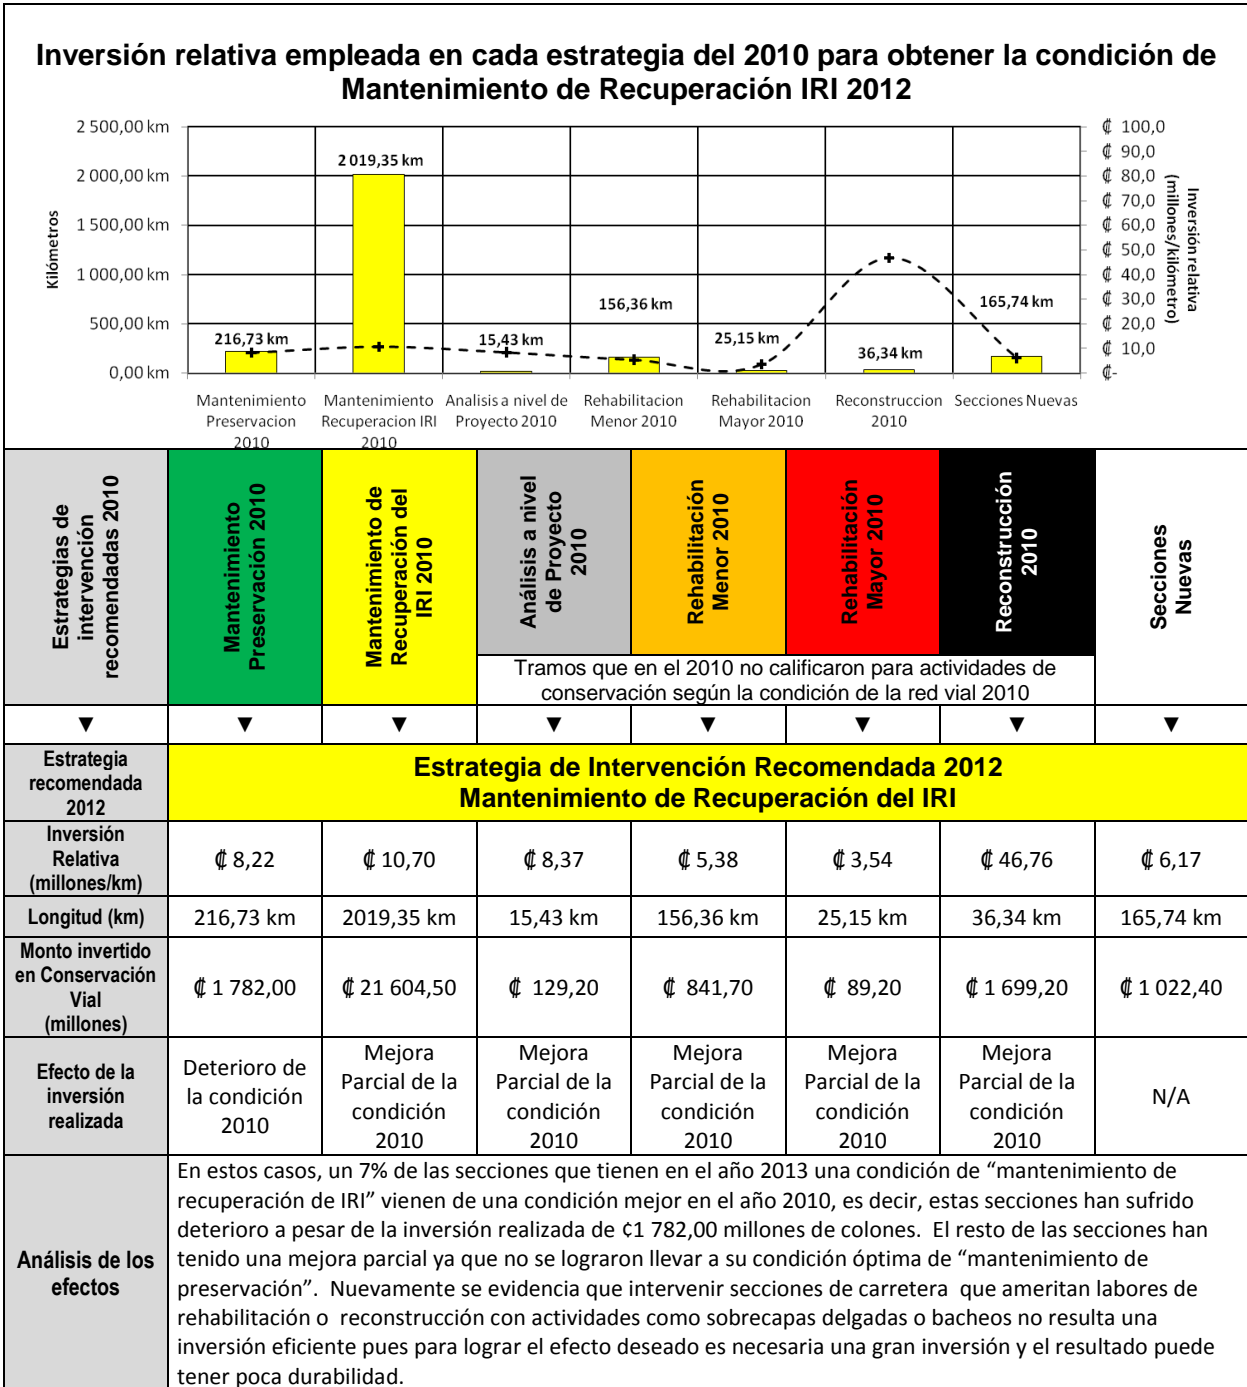 Inversión relativa empleada en cada estrategia del 2010 para obtener la condición de
Mantenimiento de Recuperación IRI 2012
2 500,00 km
2 000,00 km
1 500,00 km
1 000,00 km
500,00 km
0,00 km
Kilómetros
216,73 km
2 019,35 km
15,43 km
156,36 km
25,15 km
36,34 km
165,74 km
₡ 100,0
₡ 90,0
₡ 80,0
₡ 70,0
₡ 60,0
₡ 50,0
₡ 40,0
₡ 30,0
₡ 20,0
₡ 10,0
₡-
Inversión relativa
(millones/kilómetro)
Mantenimiento
Preservacion
2010
Mantenimiento
Recuperacion IRI
2010
Analisis a nivel de
Proyecto 2010
Rehabilitacion
Menor 2010
Rehabilitacion
Mayor 2010
Reconstruccion
2010
Secciones Nuevas
Estrategias de
intervención
recomendadas 2010
Mantenimiento
Preservación 2010
Mantenimiento de
Recuperación del
IRI 2010
Análisis a nivel
de Proyecto
2010
Rehabilitación
Menor 2010
Rehabilitación
Mayor 2010
Reconstrucción
2010
Secciones
Nuevas
Tramos que en el 2010 no calificaron para actividades de
conservación según la condición de la red vial 2010
▼ ▼ ▼ ▼ ▼ ▼ ▼ ▼
Estrategia
recomendada
2012
Estrategia de Intervención Recomendada 2012
Mantenimiento de Recuperación del IRI
Inversión
Relativa
(millones/km)
₡ 8,22 ₡ 10,70 ₡ 8,37 ₡ 5,38 ₡ 3,54 ₡ 46,76 ₡ 6,17
Longitud (km) 216,73 km 2019,35 km 15,43 km 156,36 km 25,15 km 36,34 km 165,74 km
Monto invertido
en Conservación
Vial
(millones)
₡ 1 782,00 ₡ 21 604,50 ₡ 129,20 ₡ 841,70 ₡ 89,20 ₡ 1 699,20 ₡ 1 022,40
Efecto de la
inversión
realizada
Deterioro de
la condición
2010
Mejora
Parcial de la
condición
2010
Mejora
Parcial de la
condición
2010
Mejora
Parcial de la
condición
2010
Mejora
Parcial de la
condición
2010
Mejora
Parcial de la
condición
2010
N/A
Análisis de los
efectos
En estos casos, un 7% de las secciones que tienen en el año 2013 una condición de “mantenimiento de
recuperación de IRI” vienen de una condición mejor en el año 2010, es decir, estas secciones han sufrido
deterioro a pesar de la inversión realizada de ¢1 782,00 millones de colones. El resto de las secciones han
tenido una mejora parcial ya que no se lograron llevar a su condición óptima de “mantenimiento de
preservación”. Nuevamente se evidencia que intervenir secciones de carretera que ameritan labores de
rehabilitación o reconstrucción con actividades como sobrecapas delgadas o bacheos no resulta una
inversión eficiente pues para lograr el efecto deseado es necesaria una gran inversión y el resultado puede
tener poca durabilidad.